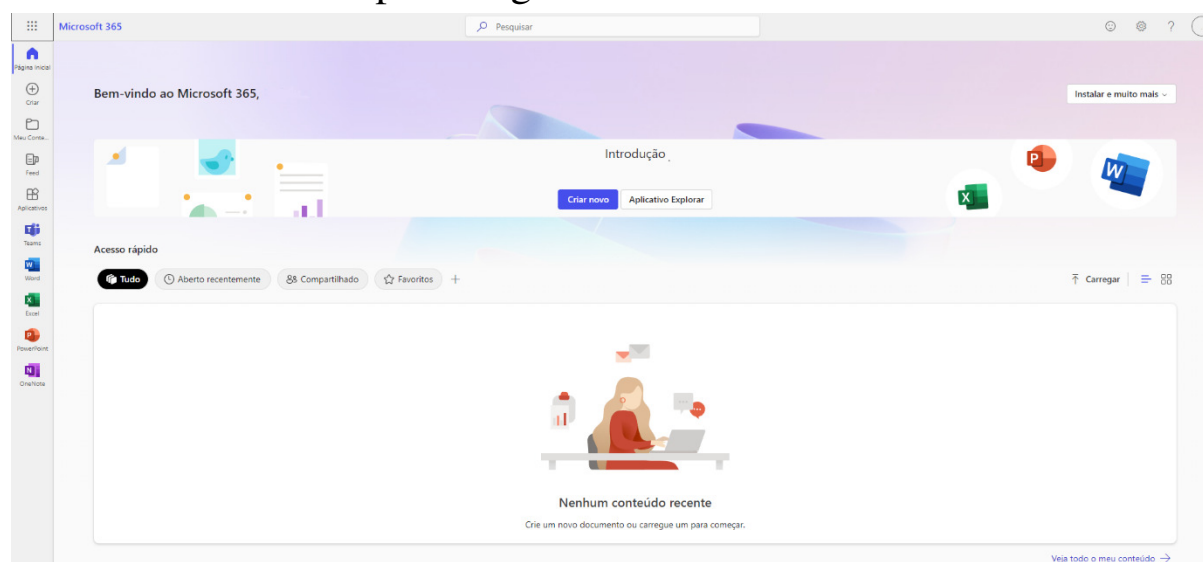 Microsoft 365
Pesquisar
?
Página inicial
Criar
Meu Conte...
Feed
Aplicativos
Teams
Word
Excel
PowerPoint
OneNote
Bem-vindo ao Microsoft 365,
Instalar e muito mais
Introdução
Criar novo
Aplicativo Explorar
Acesso rápido
Tudo
Aberto recentemente
Compartilhado
Favoritos
+
Carregar
Nenhum conteúdo recente
Crie um novo documento ou carregue um para começar.
Veja todo o meu conteúdo →